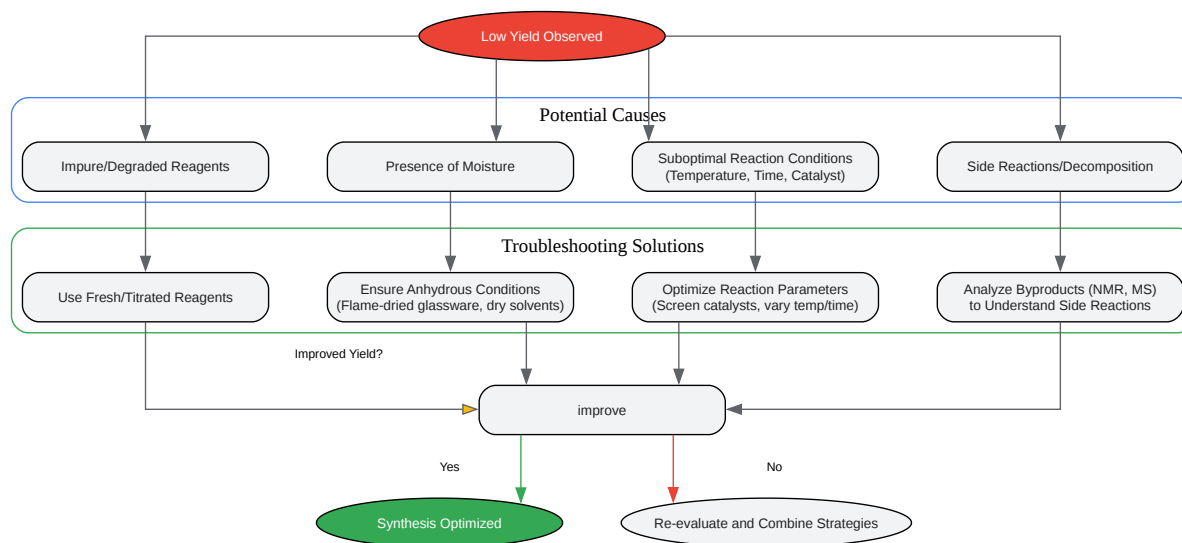 Low Yield Observed
Potential Causes
Impure/Degraded Reagents
Presence of Moisture
Suboptimal Reaction Conditions
(Temperature, Time, Catalyst)
Side Reactions/Decomposition
Troubleshooting Solutions
Use Fresh/Titrated Reagents
Ensure Anhydrous Conditions
(Flame-dried glassware, dry solvents)
Optimize Reaction Parameters
(Screen catalysts, vary temp/time)
Analyze Byproducts (NMR, MS)
to Understand Side Reactions
Improved Yield?
improve
Yes
No
Synthesis Optimized
Re-evaluate and Combine Strategies